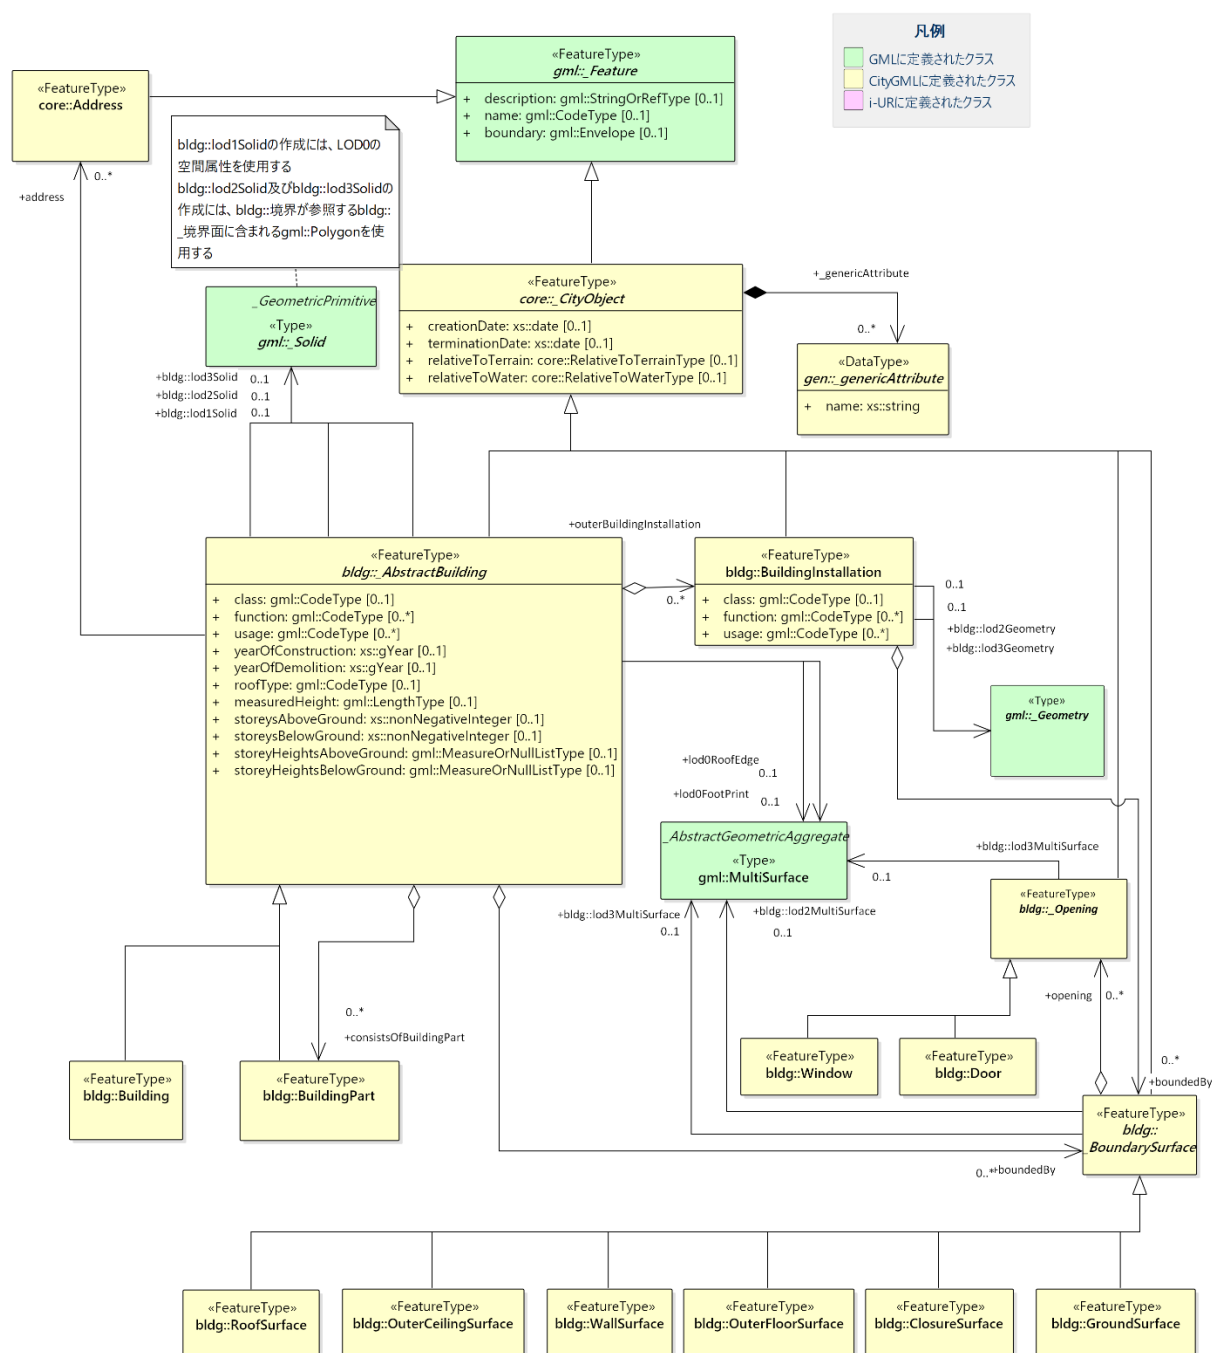 凡例
GMLに定義されたクラス
CityGMLに定義されたクラス
i-URに定義されたクラス
«FeatureType»
gml::_Feature
+ description: gml::StringOrRefType [0..1]
+ name: gml::CodeType [0..1]
+ boundary: gml::Envelope [0..1]
«FeatureType»
core::Address
+address
0..*
bldg::lod1Solidの作成には、LOD0の
空間属性を使用する
bldg::lod2Solid及びbldg::lod3Solidの
作成には、bldg::境界が参照するbldg::
_境界面に含まれるgml::Polygonを使
用する
_GeometricPrimitive
«Type»
gml::_Solid
+bldg::lod3Solid 0..1
+bldg::lod2Solid 0..1
+bldg::lod1Solid 0..1
«FeatureType»
core::_CityObject
+ creationDate: xs::date [0..1]
+ terminationDate: xs::date [0..1]
+ relativeToTerrain: core::RelativeToTerrainType [0..1]
+ relativeToWater: core::RelativeToWaterType [0..1]
+_genericAttribute
0..*
«DataType»
gen::_genericAttribute
+ name: xs::string
+outerBuildingInstallation
0..*
«FeatureType»
bldg::_AbstractBuilding
+ class: gml::CodeType [0..1]
+ function: gml::CodeType [0..*]
+ usage: gml::CodeType [0..*]
+ yearOfConstruction: xs::gYear [0..1]
+ yearOfDemolition: xs::gYear [0..1]
+ roofType: gml::CodeType [0..1]
+ measuredHeight: gml::LengthType [0..1]
+ storeysAboveGround: xs::nonNegativeInteger [0..1]
+ storeysBelowGround: xs::nonNegativeInteger [0..1]
+ storeyHeightsAboveGround: gml::MeasureOrNullListType [0..1]
+ storeyHeightsBelowGround: gml::MeasureOrNullListType [0..1]
«FeatureType»
bldg::BuildingInstallation
+ class: gml::CodeType [0..1]
+ function: gml::CodeType [0..*]
+ usage: gml::CodeType [0..*]
0..1
0..1
+bldg::lod2Geometry
+bldg::lod3Geometry
«Type»
gml::_Geometry
+lod0RoofEdge
0..1
+lod0FootPrint
0..1
_AbstractGeometricAggregate
«Type»
gml::MultiSurface
+bldg::lod3MultiSurface
0..1
«FeatureType»
bldg::_Opening
+bldg::lod3MultiSurface
0..1
+bldg::lod2MultiSurface
0..1
+opening
0..*
0..*
+consistsOfBuildingPart
«FeatureType»
bldg::Building
«FeatureType»
bldg::BuildingPart
«FeatureType»
bldg::Window
«FeatureType»
bldg::Door
0..*
+boundedBy
«FeatureType»
bldg::
_BoundarySurface
0..*
+boundedBy
«FeatureType»
bldg::RoofSurface
«FeatureType»
bldg::OuterCeilingSurface
«FeatureType»
bldg::WallSurface
«FeatureType»
bldg::OuterFloorSurface
«FeatureType»
bldg::ClosureSurface
«FeatureType»
bldg::GroundSurface